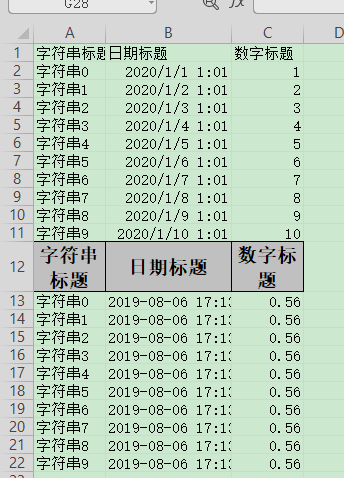 G28 fx
A B C D
1 字符串标题 日期标题 数字标题
2 字符串0 2020/1/1 1:01 1
3 字符串1 2020/1/2 1:01 2
4 字符串2 2020/1/3 1:01 3
5 字符串3 2020/1/4 1:01 4
6 字符串4 2020/1/5 1:01 5
7 字符串5 2020/1/6 1:01 6
8 字符串6 2020/1/7 1:01 7
9 字符串7 2020/1/8 1:01 8
10 字符串8 2020/1/9 1:01 9
11 字符串9 2020/1/10 1:01 10
12 字符串标题 日期标题 数字标题
13 字符串0 2019-08-06 17:13 0.56
14 字符串1 2019-08-06 17:13 0.56
15 字符串2 2019-08-06 17:13 0.56
16 字符串3 2019-08-06 17:13 0.56
17 字符串4 2019-08-06 17:13 0.56
18 字符串5 2019-08-06 17:13 0.56
19 字符串6 2019-08-06 17:13 0.56
20 字符串7 2019-08-06 17:13 0.56
21 字符串8 2019-08-06 17:13 0.56
22 字符串9 2019-08-06 17:13 0.56